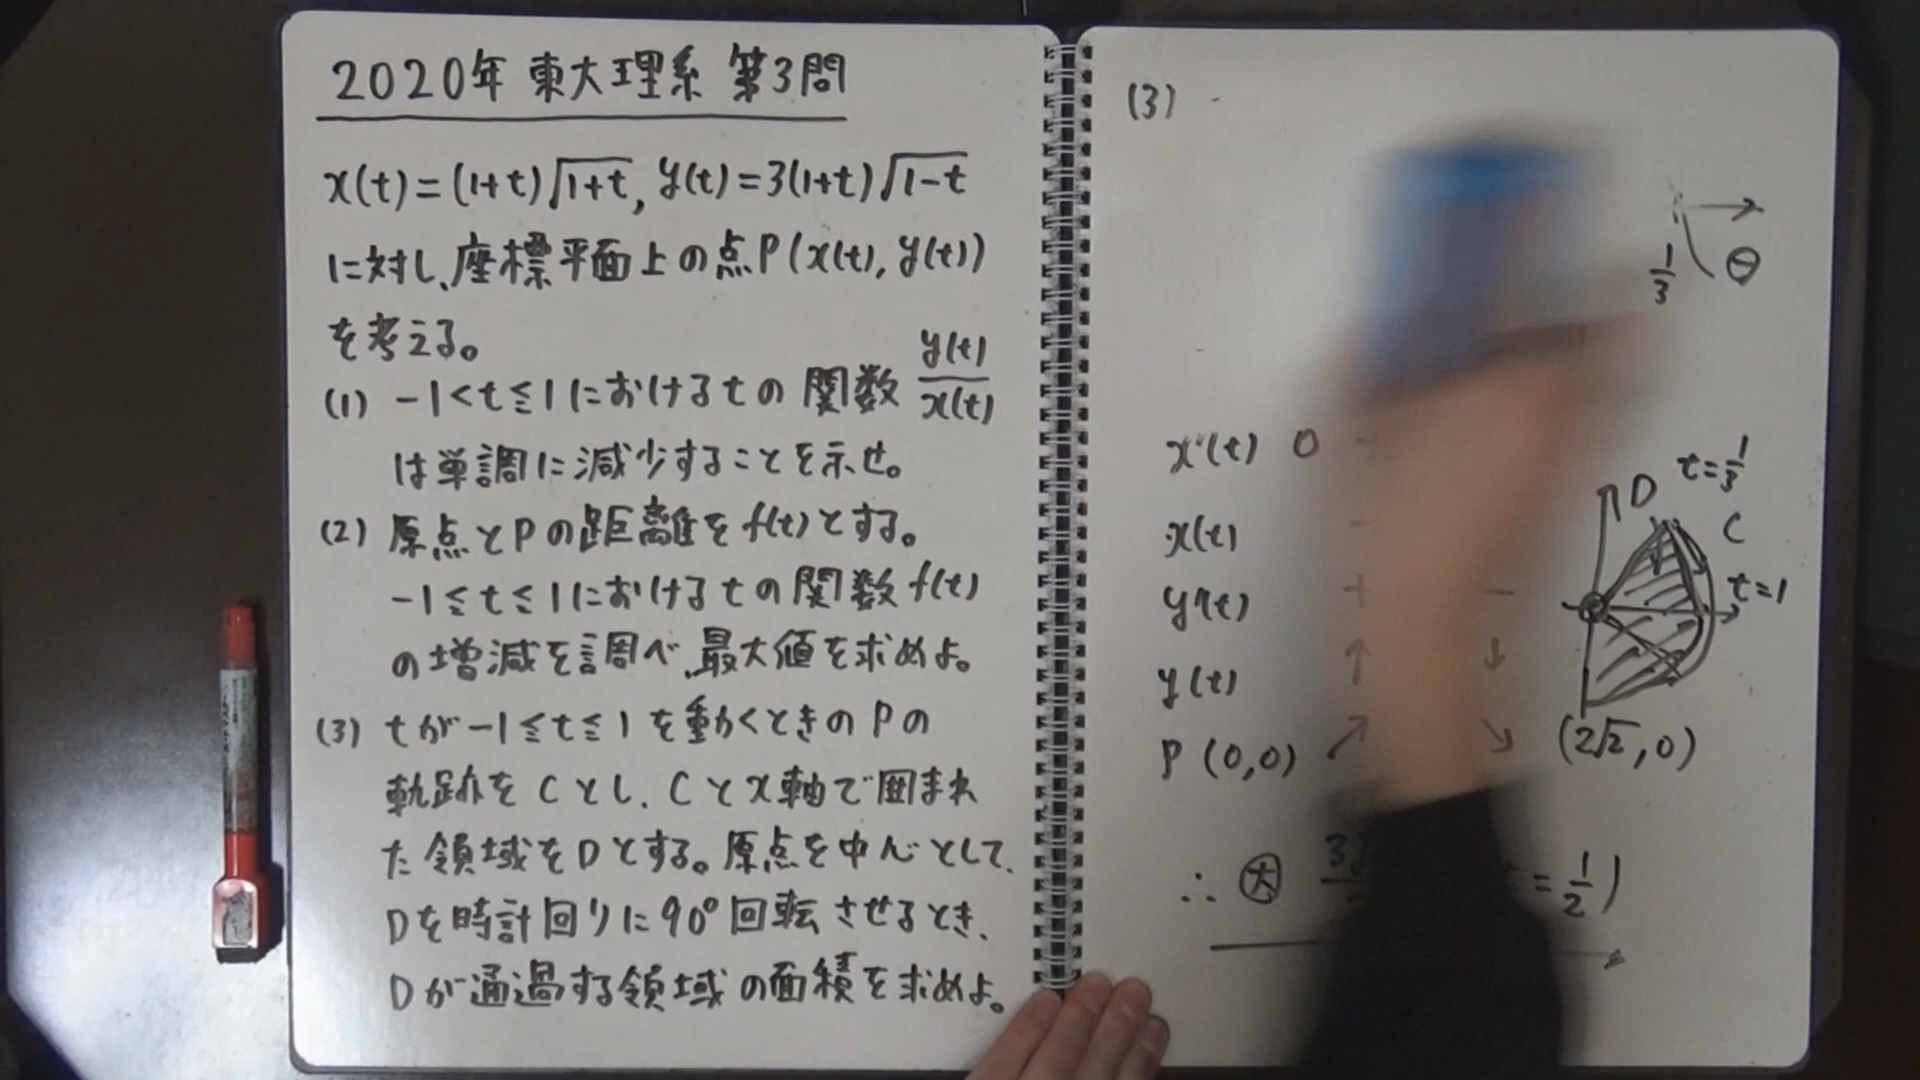 2020年 東大理系 第3問
x(t)=(1+t)√1+t, y(t)=3(1+t)√1-t
に対し、座標平面上の点P(x(t), y(t))
を考える。
(1) -1<t≦1における tの関数 y(t)/x(t)
は単調に減少することを示せ。
(2) 原点とPの距離をf(t)とする。
-1≦t≦1における tの関数f(t)
の増減を調べ、最大値を求めよ。
(3) tが-1≦t≦1を動くときのPの
軌跡をCとし、Cとx軸で囲まれ
た領域をDとする。原点を中心として、
Dを時計回りに90°回転させるとき、
Dが通過する領域の面積を求めよ。
(3)
1/3 ⊖
x'(t) 0
x(t)
y'(t) + -
y(t) ↑ ↓
P (0,0) ↗ ↘ (2√2,0)
D t=1/3
C
t=1
∴ 大 = 1/2)